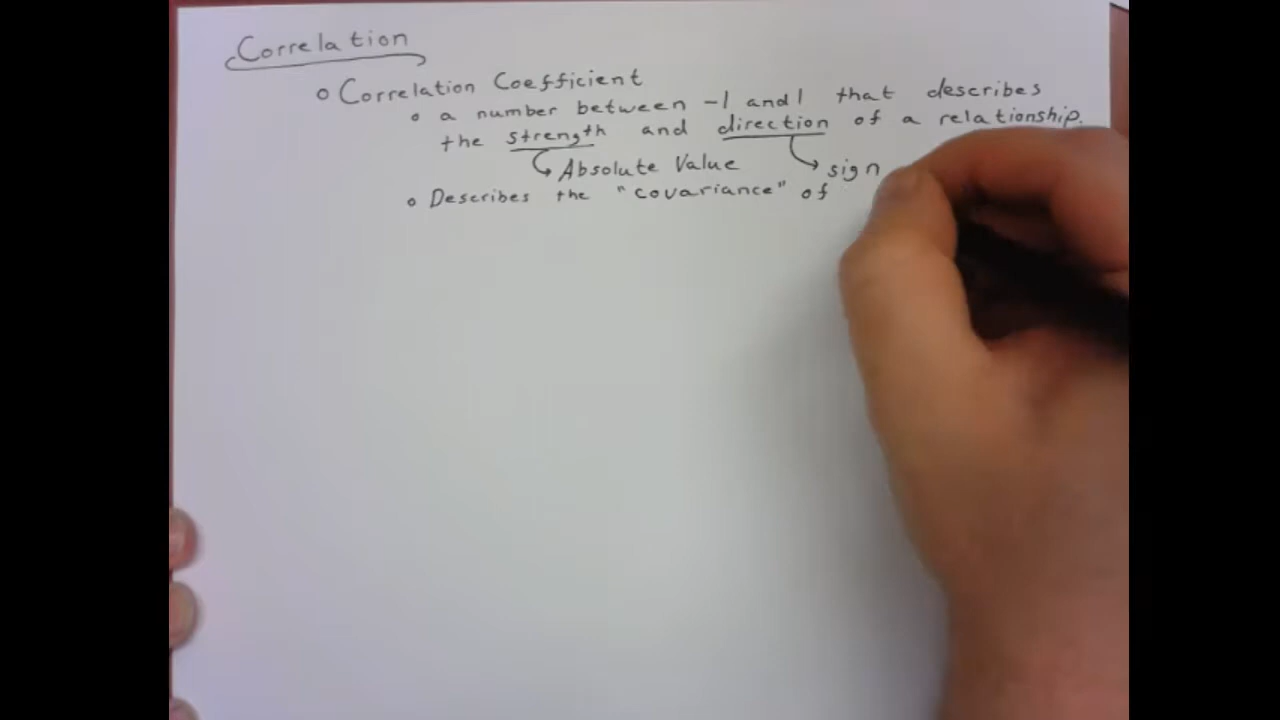 Correlation
o Correlation Coefficient
o a number between -1 and 1 that describes
the strength and direction of a relationship.
↳ Absolute Value ↳ sign
o Describes the "covariance" of